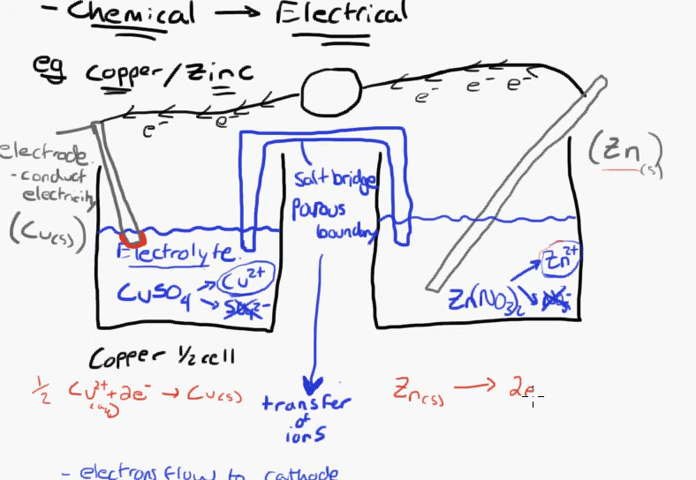 - Chemical → Electrical
eg Copper/Zinc
e⁻ e⁻ e⁻ e⁻ e⁻
electrode
- conduct
electricity
(Cu(s))
Salt bridge
Porous
boundary
(Zn(s))
Electrolyte
CuSO4 → Cu²⁺
Zn(NO3)2 → Zn²⁺
Copper 1/2 cell
1/2 Cu²⁺(aq) + 2e⁻ → Cu(s)
transfer
of
ions
Zn(s) → 2e
- electrons flow to cathode